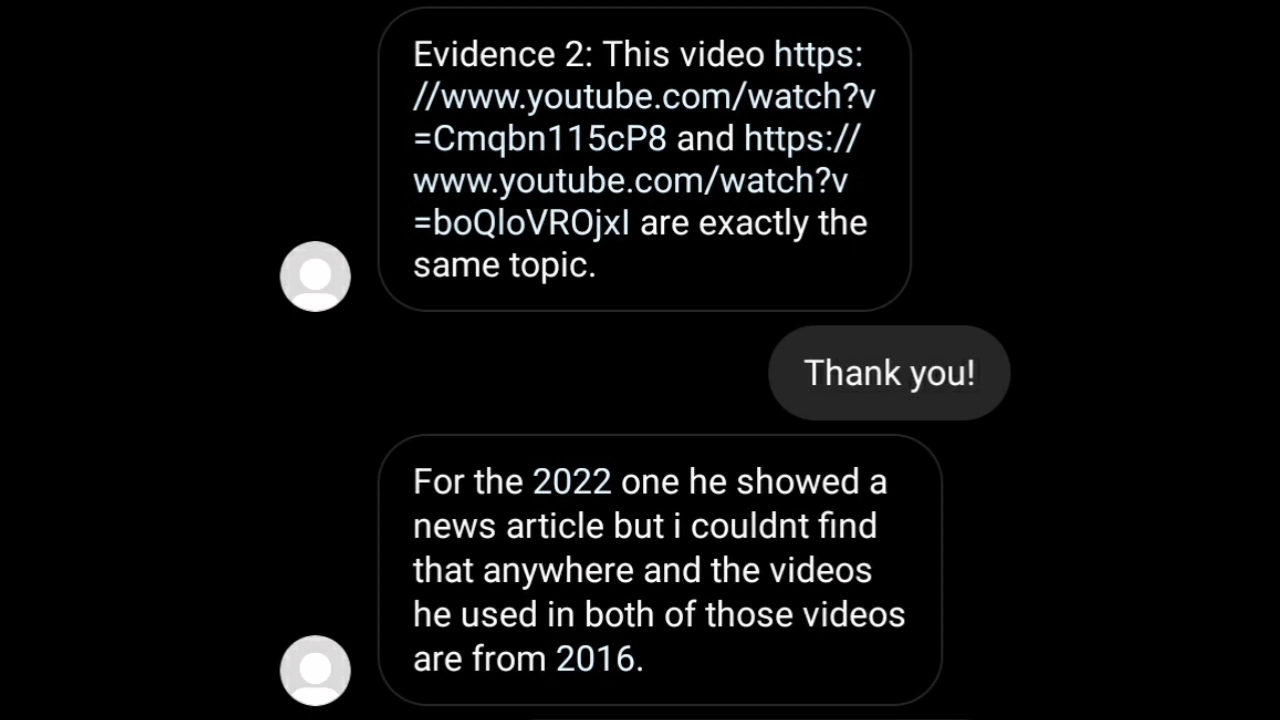 Evidence 2: This video https:
//www.youtube.com/watch?v
=Cmqbn115cP8 and https://
www.youtube.com/watch?v
=boQloVROjxI are exactly the
same topic.
Thank you!
For the 2022 one he showed a
news article but i couldnt find
that anywhere and the videos
he used in both of those videos
are from 2016.